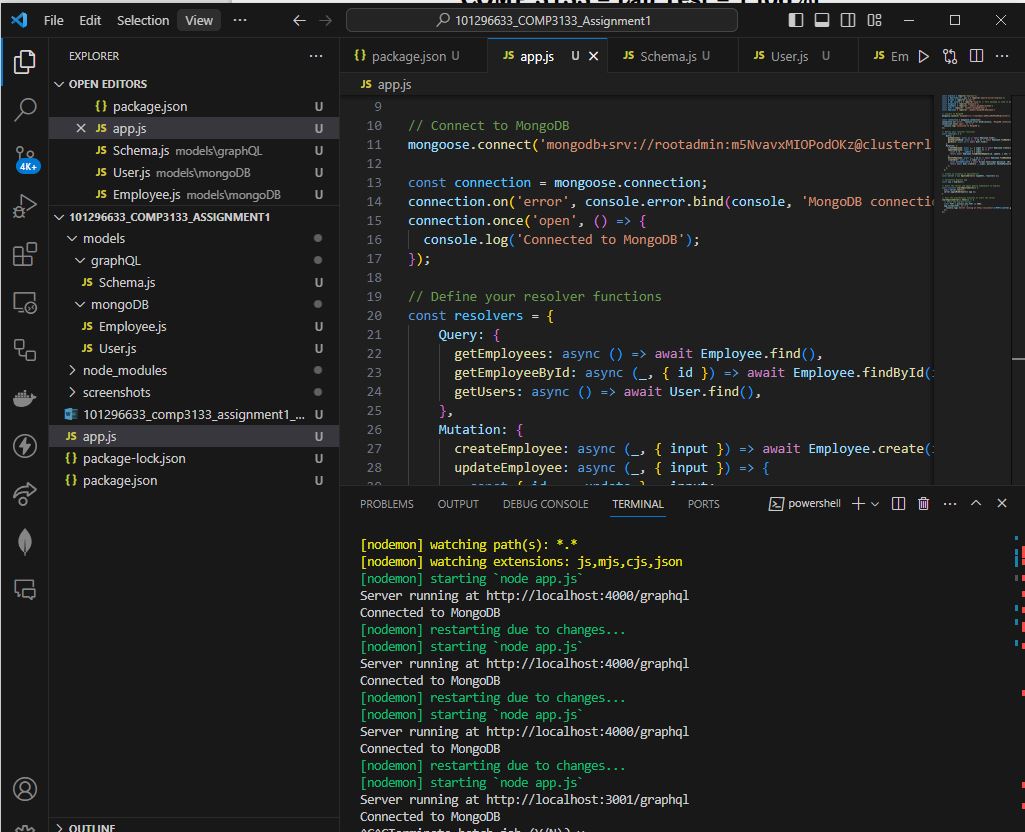 File Edit Selection View ··· 101296633_COMP3133_Assignment1
EXPLORER ···
OPEN EDITORS
{} package.json U
JS app.js U
JS Schema.js models\graphQL U
JS User.js models\mongoDB U
JS Employee.js models\mongoDB U
101296633_COMP3133_ASSIGNMENT1
models
graphQL
JS Schema.js U
mongoDB
JS Employee.js U
JS User.js U
node_modules
screenshots
101296633_comp3133_assignment1_... U
JS app.js U
{} package-lock.json U
{} package.json U
OUTLINE
4K+
{} package.json U JS app.js U JS Schema.js U JS User.js U JS Em ···
JS app.js
9
10 // Connect to MongoDB
11 mongoose.connect('mongodb+srv://rootadmin:m5NvavxMIOPodOKz@clusterrl
12
13 const connection = mongoose.connection;
14 connection.on('error', console.error.bind(console, 'MongoDB connectio
15 connection.once('open', () => {
16 console.log('Connected to MongoDB');
17 });
18
19 // Define your resolver functions
20 const resolvers = {
21 Query: {
22 getEmployees: async () => await Employee.find(),
23 getEmployeeById: async (_, { id }) => await Employee.findById(i
24 getUsers: async () => await User.find(),
25 },
26 Mutation: {
27 createEmployee: async (_, { input }) => await Employee.create(i
28 updateEmployee: async (_, { input }) => {
PROBLEMS OUTPUT DEBUG CONSOLE TERMINAL PORTS powershell ···
[nodemon] watching path(s): *.*
[nodemon] watching extensions: js,mjs,cjs,json
[nodemon] starting `node app.js`
Server running at http://localhost:4000/graphql
Connected to MongoDB
[nodemon] restarting due to changes...
[nodemon] starting `node app.js`
Server running at http://localhost:4000/graphql
Connected to MongoDB
[nodemon] restarting due to changes...
[nodemon] starting `node app.js`
Server running at http://localhost:4000/graphql
Connected to MongoDB
[nodemon] restarting due to changes...
[nodemon] starting `node app.js`
Server running at http://localhost:3001/graphql
Connected to MongoDB